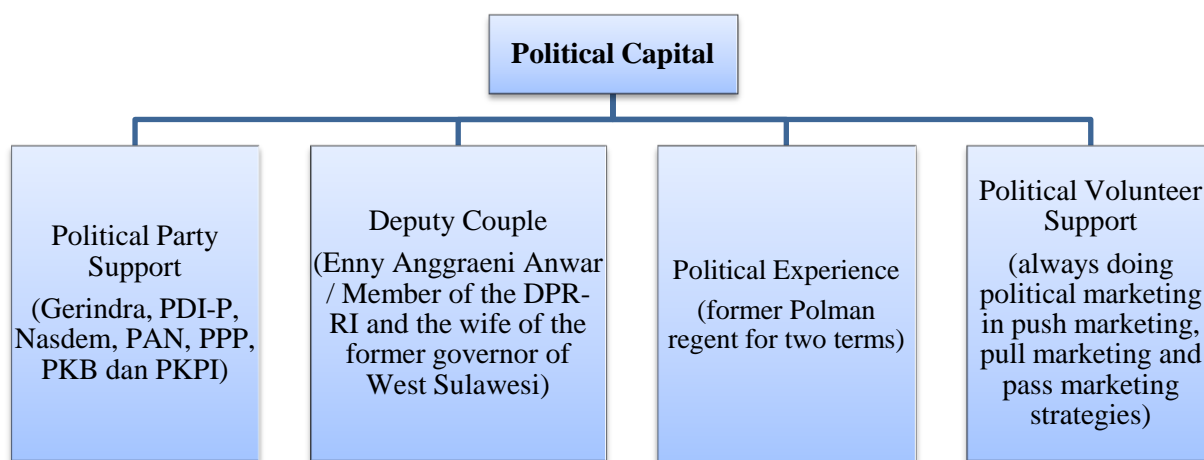 Political Capital
Political Party
Support
(Gerindra, PDI-P,
Nasdem, PAN, PPP,
PKB dan PKPI)
Deputy Couple
(Enny Anggraeni Anwar
/ Member of the DPR-
RI and the wife of the
former governor of
West Sulawesi)
Political Experience
(former Polman
regent for two terms)
Political Volunteer
Support
(always doing
political marketing
in push marketing,
pull marketing and
pass marketing
strategies)